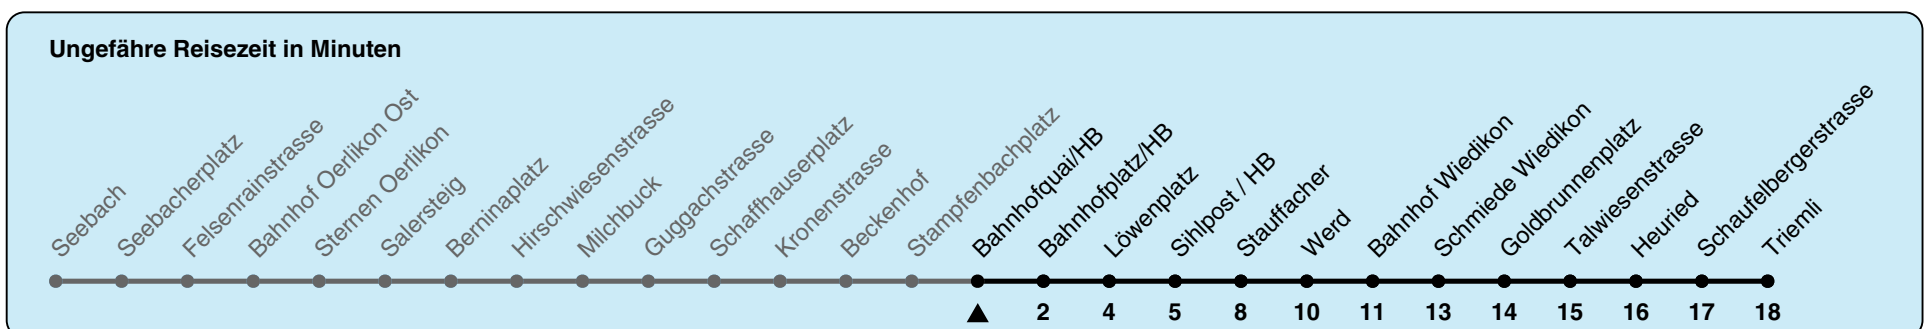 Ungefähre Reisezeit in Minuten
Seebach
Seebacherplatz
Felsenrainstrasse
Bahnhof Oerlikon Ost
Sternen Oerlikon
Salersteig
Berninaplatz
Hirschwiesenstrasse
Milchbuck
Guggachstrasse
Schaffhauserplatz
Kronenstrasse
Beckenhof
Stampfenbachplatz
Bahnhofquai/HB
Bahnhofplatz/HB
Löwenplatz
Sihlpost / HB
Stauffacher
Werd
Bahnhof Wiedikon
Schmiede Wiedikon
Goldbrunnenplatz
Talwiesenstrasse
Heuried
Schaufelbergerstrasse
Triemli
2 4 5 8 10 11 13 14 15 16 17 18